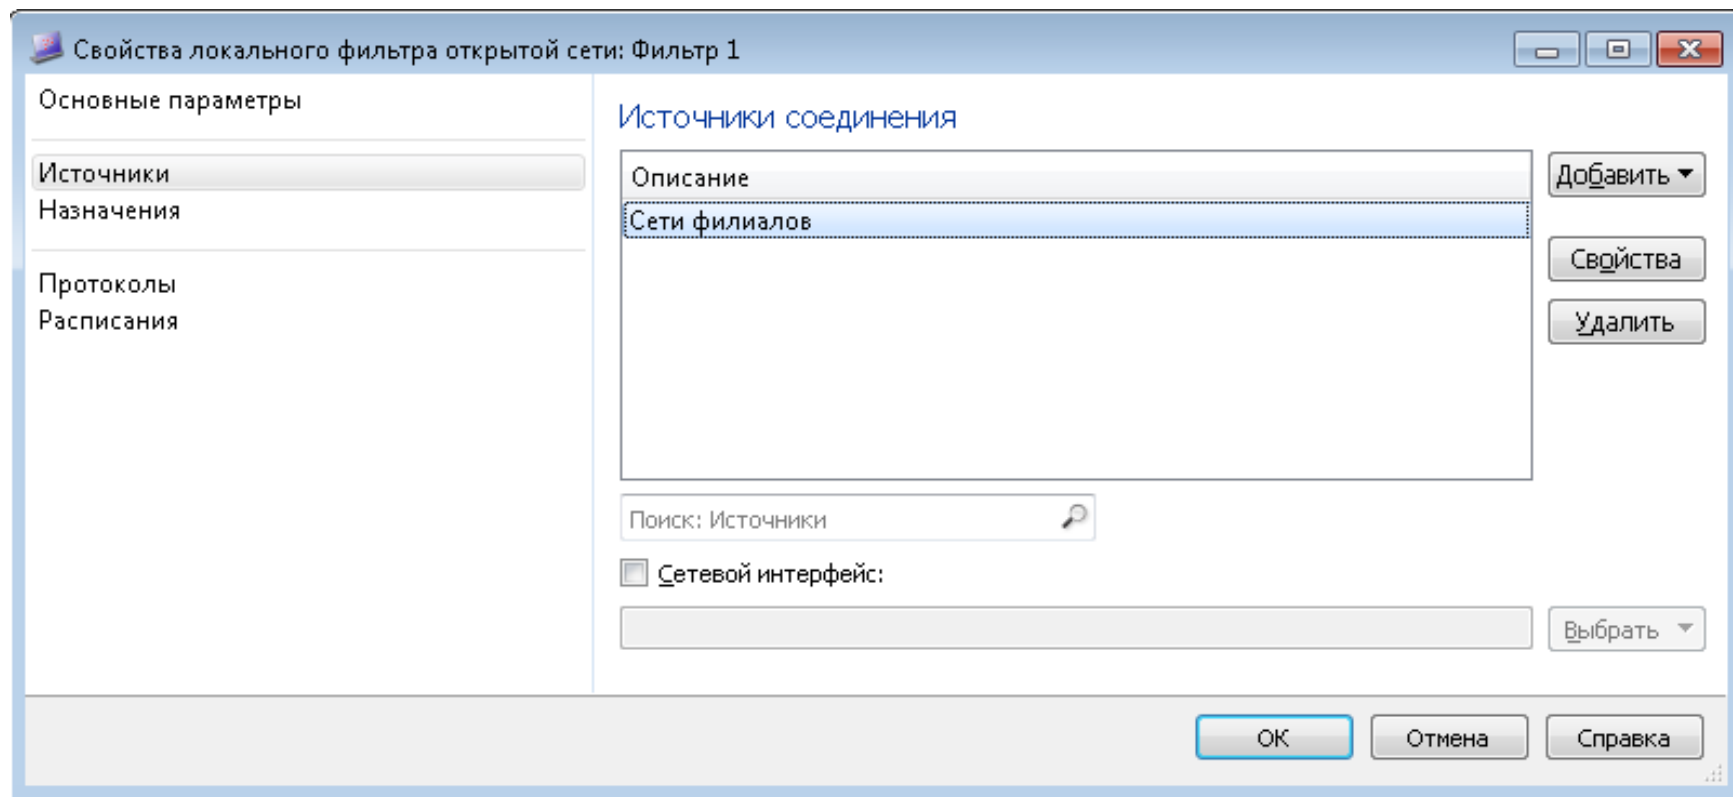 Свойства локального фильтра открытой сети: Фильтр 1
Основные параметры
Источники
Назначения
Протоколы
Расписания
Источники соединения
Описание
Сети филиалов
Добавить
Свойства
Удалить
Поиск: Источники
Сетевой интерфейс:
Выбрать
ОК
Отмена
Справка